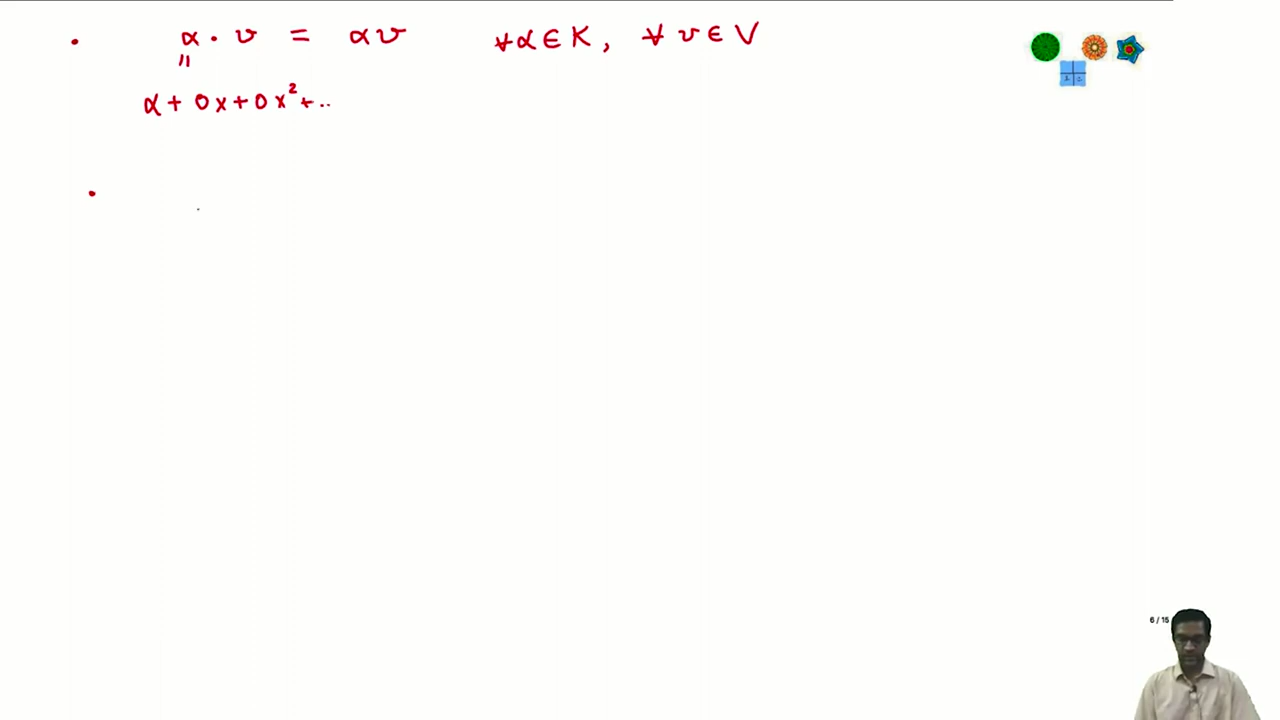 • α · v = αv ∀ α ∈ K, ∀ v ∈ V
"
α + 0x + 0x² + ..
•
6 / 15